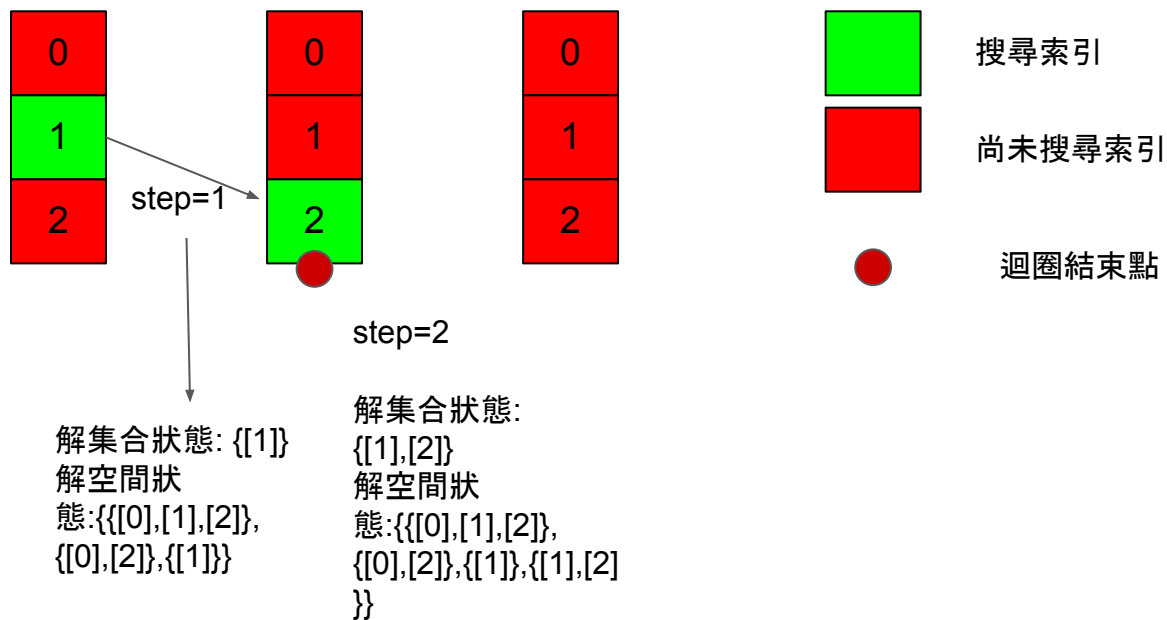 0
1
2
0
1
2
0
1
2
搜尋索引
尚未搜尋索引
迴圈結束點
step=1
step=2
解集合狀態: {[1]}
解空間狀
態:{{[0],[1],[2]},
{[0],[2]},{[1]}}
解集合狀態:
{[1],[2]}
解空間狀
態:{{[0],[1],[2]},
{[0],[2]},{[1]},{[1],[2]
}}